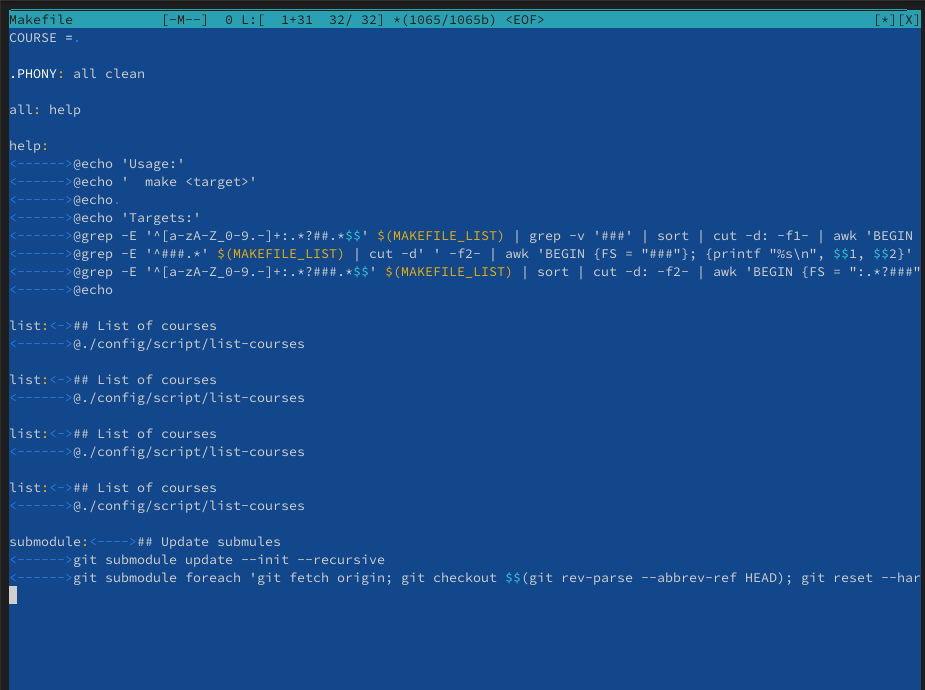 Makefile [-M--] 0 L:[ 1+31 32/ 32] *(1065/1065b) <EOF> [*][X]
COURSE =.
.PHONY: all clean
all: help
help:
<------>@echo 'Usage:'
<------>@echo '  make <target>'
<------>@echo.
<------>@echo 'Targets:'
<------>@grep -E '^[a-zA-Z_0-9.-]+:.*?##.*$$' $(MAKEFILE_LIST) | grep -v '###' | sort | cut -d: -f1- | awk 'BEGIN
<------>@grep -E '^###.*' $(MAKEFILE_LIST) | cut -d' ' -f2- | awk 'BEGIN {FS = "###"}; {printf "%s\n", $$1, $$2}'
<------>@grep -E '^[a-zA-Z_0-9.-]+:.*?###.*$$' $(MAKEFILE_LIST) | sort | cut -d: -f2- | awk 'BEGIN {FS = ":.*?###"
<------>@echo
list:<->## List of courses
<------>@./config/script/list-courses
list:<->## List of courses
<------>@./config/script/list-courses
list:<->## List of courses
<------>@./config/script/list-courses
list:<->## List of courses
<------>@./config/script/list-courses
submodule:<---->## Update submules
<------>git submodule update --init --recursive
<------>git submodule foreach 'git fetch origin; git checkout $$(git rev-parse --abbrev-ref HEAD); git reset --har